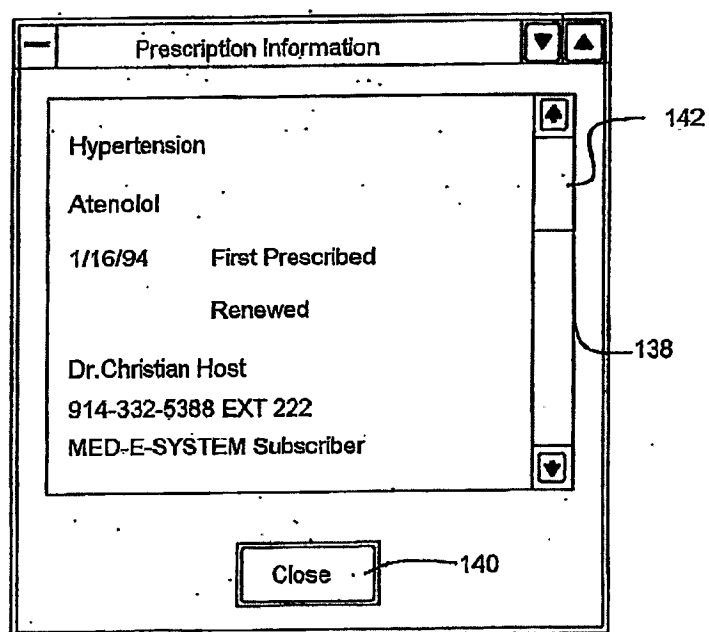 Prescription Information
Hypertension
142
Atenolol
1/16/94 First Prescribed
Renewed
138
Dr.Christian Host
914-332-5388 EXT 222
MED-E-SYSTEM Subscriber
Close
140